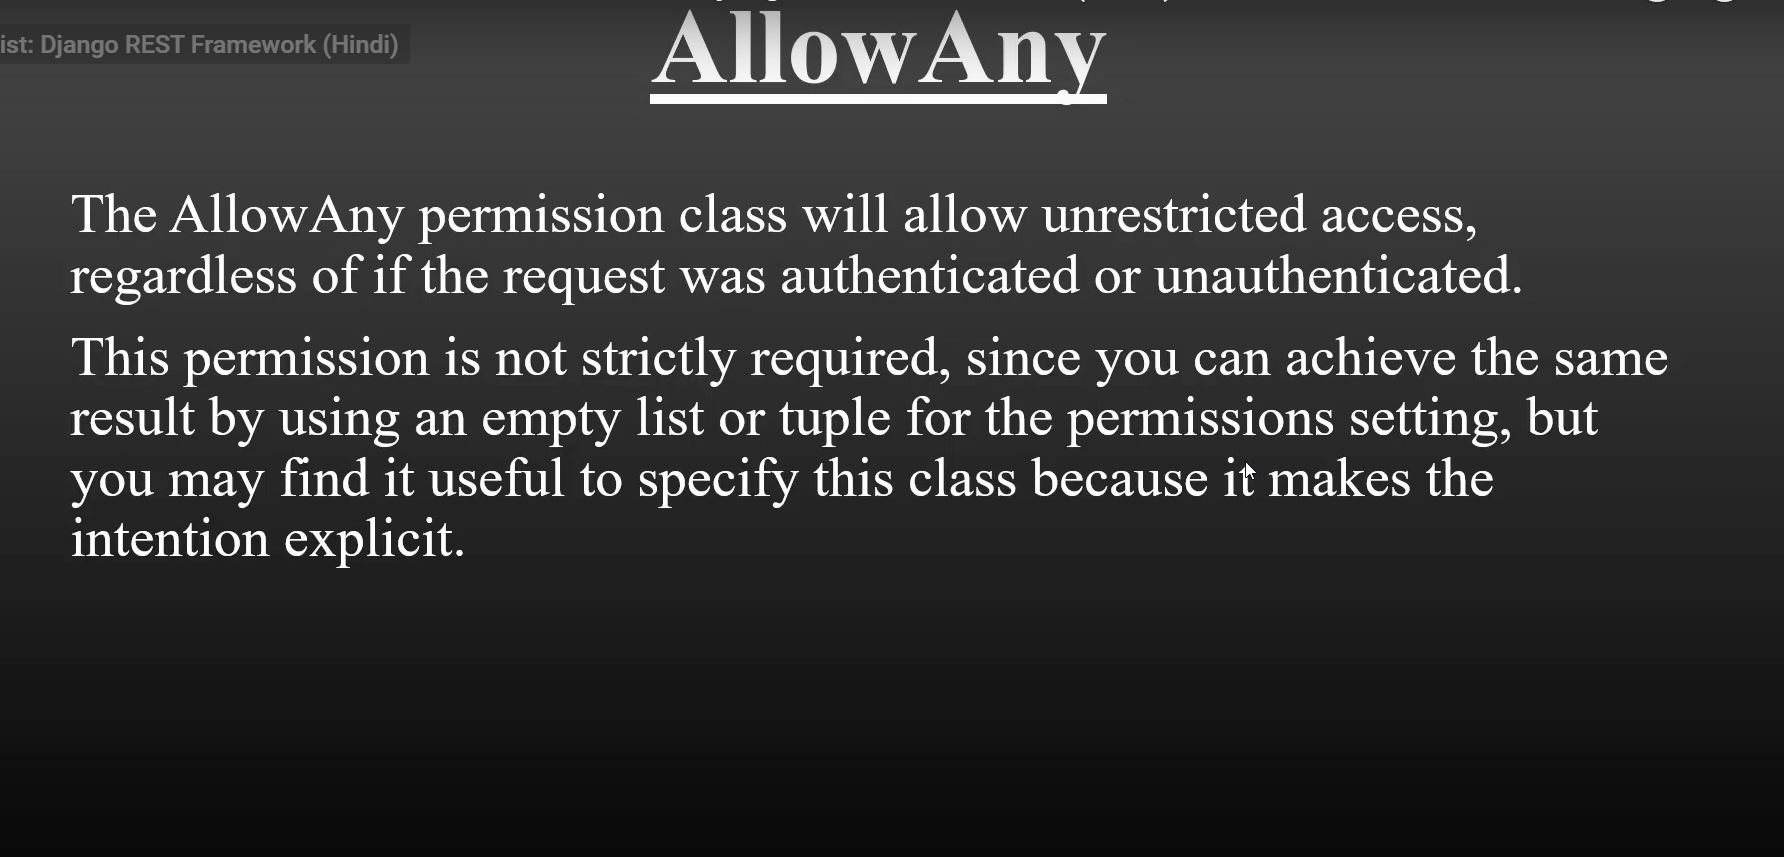 ist: Django REST Framework (Hindi)
AllowAny
The AllowAny permission class will allow unrestricted access,
regardless of if the request was authenticated or unauthenticated.
This permission is not strictly required, since you can achieve the same
result by using an empty list or tuple for the permissions setting, but
you may find it useful to specify this class because it makes the
intention explicit.